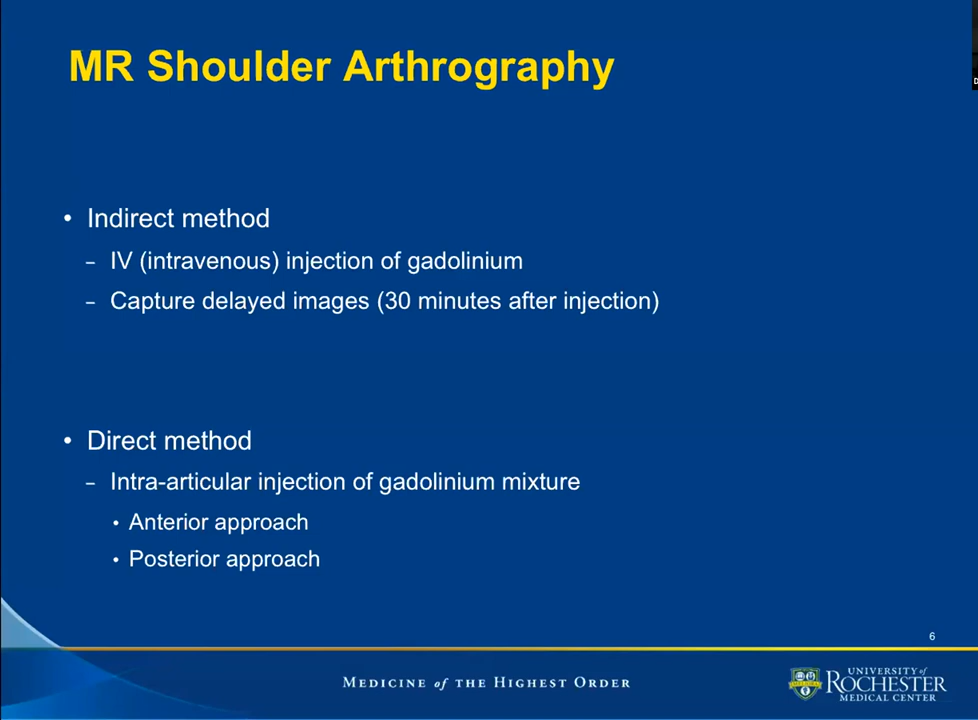 MR Shoulder Arthrography
• Indirect method
– IV (intravenous) injection of gadolinium
– Capture delayed images (30 minutes after injection)
• Direct method
– Intra-articular injection of gadolinium mixture
• Anterior approach
• Posterior approach
6
MEDICINE of THE HIGHEST ORDER
UNIVERSITY of
ROCHESTER
MEDICAL CENTER